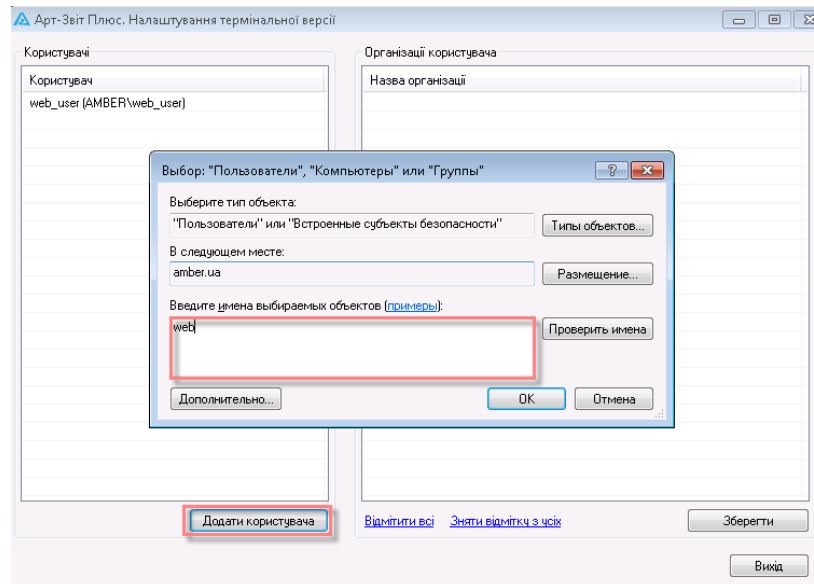 Арт-Звіт Плюс. Налаштування термінальної версії
Користувачі
Організації користувача
Користувач
Назва організації
web_user (AMBER\web_user)
Выбор: "Пользователи", "Компьютеры" или "Группы"
Выберите тип объекта:
"Пользователи" или "Встроенные субъекты безопасности"
Типы объектов...
В следующем месте:
amber.ua
Размещение...
Введите имена выбираемых объектов (примеры):
web
Проверить имена
Дополнительно...
ОК
Отмена
Додати користувача
Відмітити всі
Зняти відмітку з усіх
Зберегти
Вихід